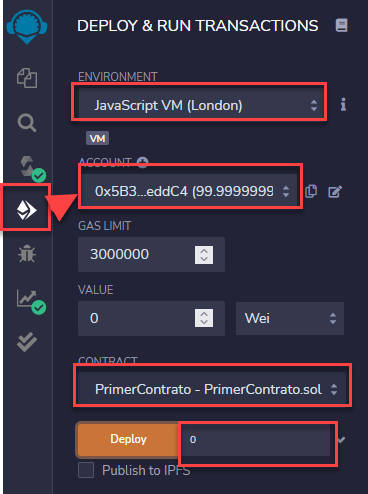 DEPLOY & RUN TRANSACTIONS
ENVIRONMENT
JavaScript VM (London)
VM
ACCOUNT
0x5B3...eddC4 (99.9999999
GAS LIMIT
3000000
VALUE
0 Wei
CONTRACT
PrimerContrato - PrimerContrato.sol
Deploy 0
Publish to IPFS